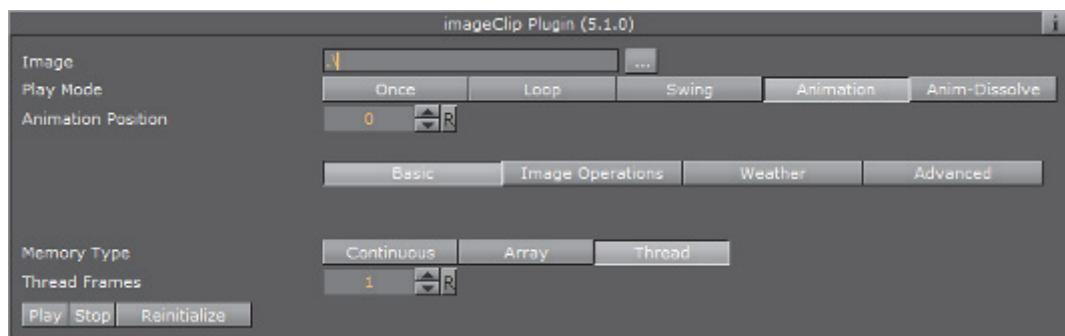 imageClip Plugin (5.1.0) i
Image .\ ...
Play Mode Once Loop Swing Animation Anim-Dissolve
Animation Position 0 R
Basic Image Operations Weather Advanced
Memory Type Continuous Array Thread
Thread Frames 1 R
Play Stop Reinitialize